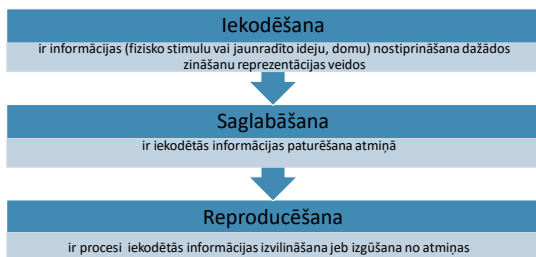 Iekodēšana
ir informācijas (fizisko stimulu vai jaunradīto ideju, domu) nostiprināšana dažādos
zināšanu reprezentācijas veidos
Saglabāšana
ir iekodētās informācijas paturēšana atmiņā
Reproducēšana
ir procesi iekodētās informācijas izvilināšana jeb izgūšana no atmiņas